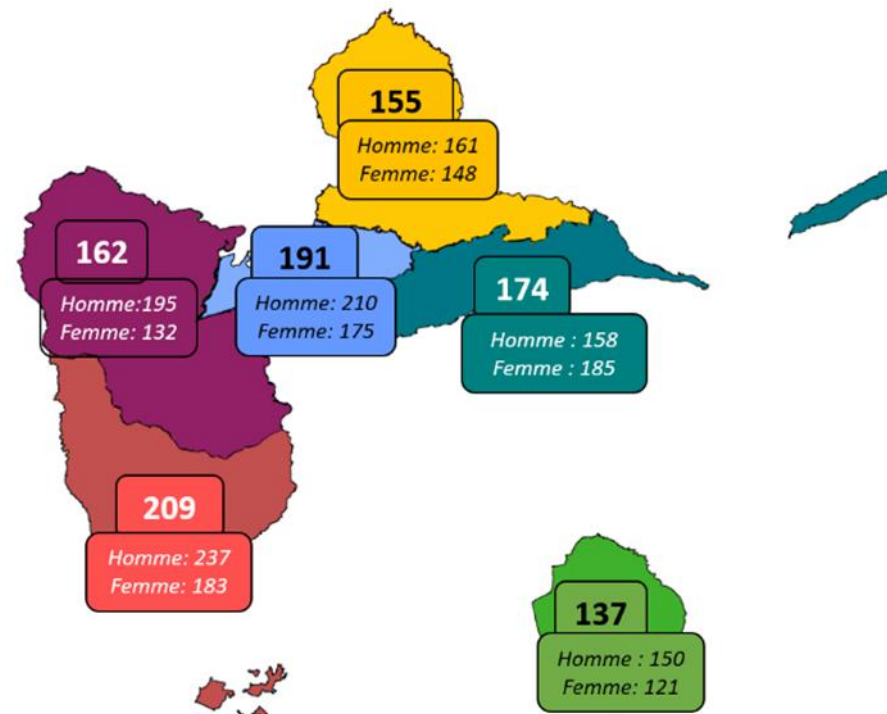 155
Homme: 161
Femme: 148
162
Homme:195
Femme: 132
191
Homme: 210
Femme: 175
174
Homme : 158
Femme : 185
209
Homme: 237
Femme: 183
137
Homme : 150
Femme: 121